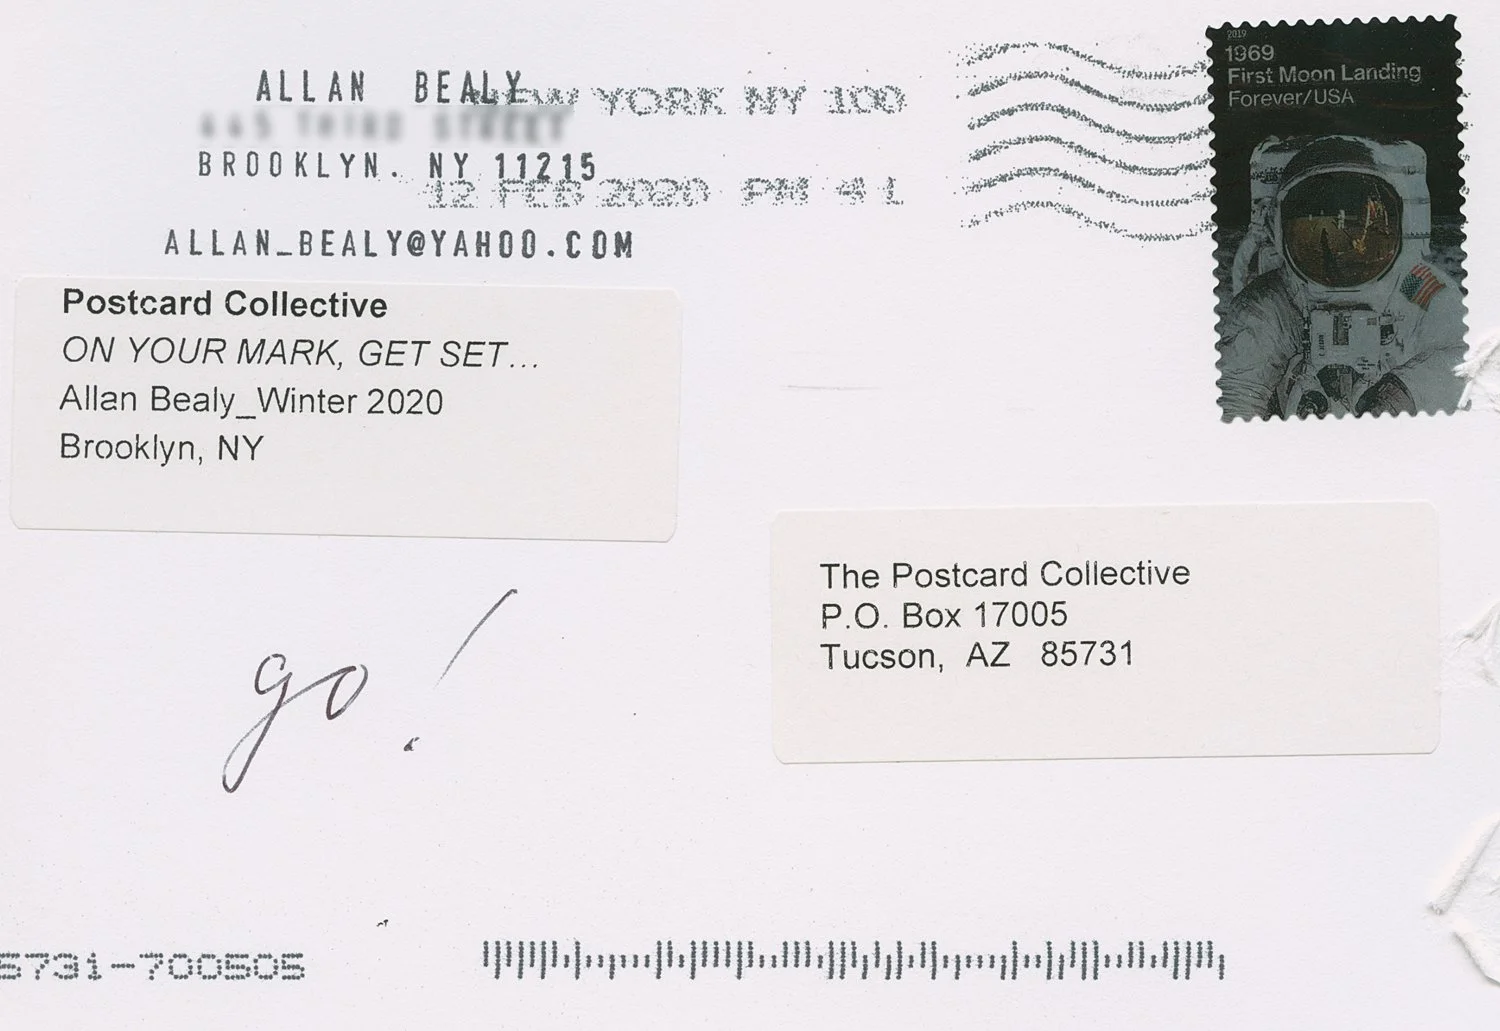 ALLAN BEALY
BROOKLYN. NY 11215
ALLAN_BEALY@YAHOO.COM
NEW YORK NY 100
12 FEB 2020 PM 4 L
2019
1969
First Moon Landing
Forever/USA
Postcard Collective
ON YOUR MARK, GET SET...
Allan Bealy_Winter 2020
Brooklyn, NY
The Postcard Collective
P.O. Box 17005
Tucson, AZ 85731
go!
5731-700505